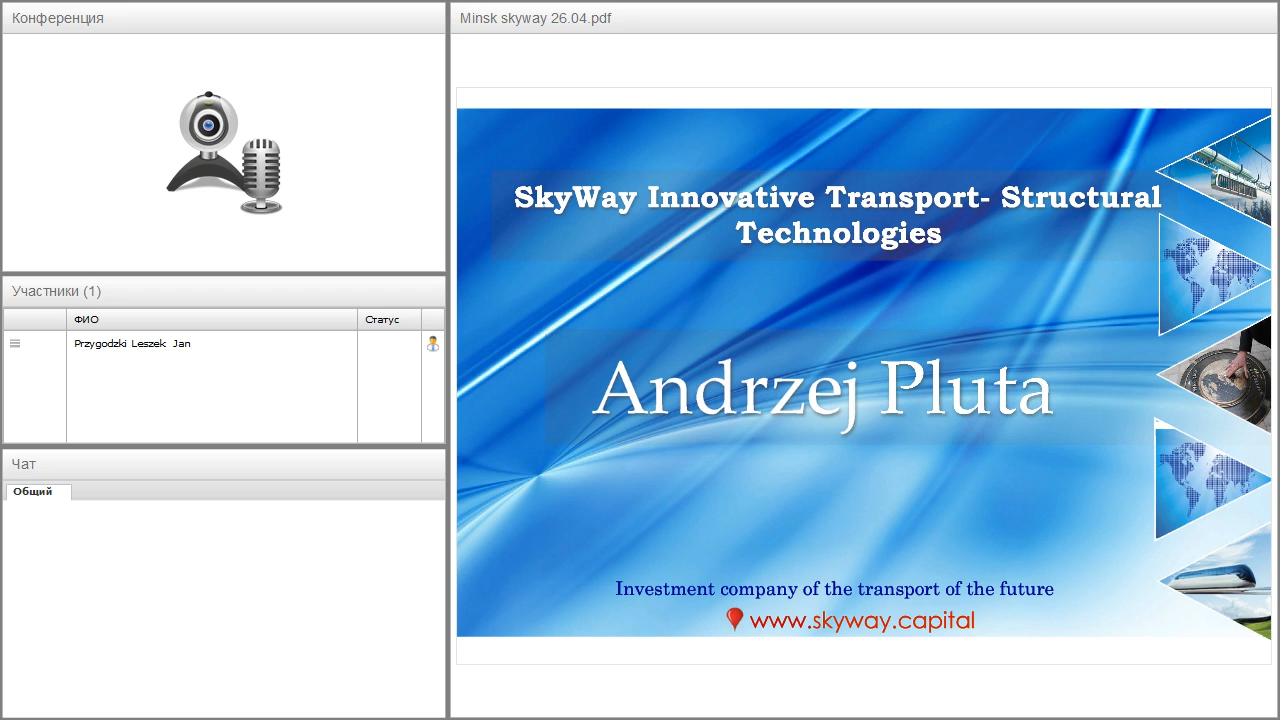 Конференция
Участники (1)
ФИО
Статус
Przygodzki Leszek Jan
Чат
Общий
Minsk skyway 26.04.pdf
SkyWay Innovative Transport- Structural
Technologies
Andrzej Pluta
Investment company of the transport of the future
www.skyway.capital